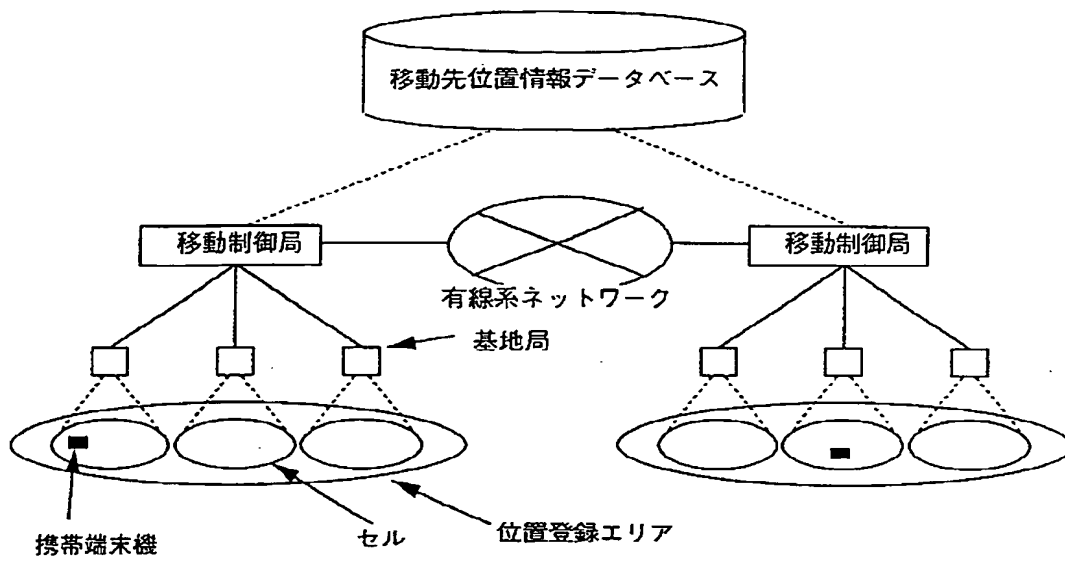 移動先位置情報データベース
移動制御局
移動制御局
有線系ネットワーク
基地局
携帯端末機
セル
位置登録エリア